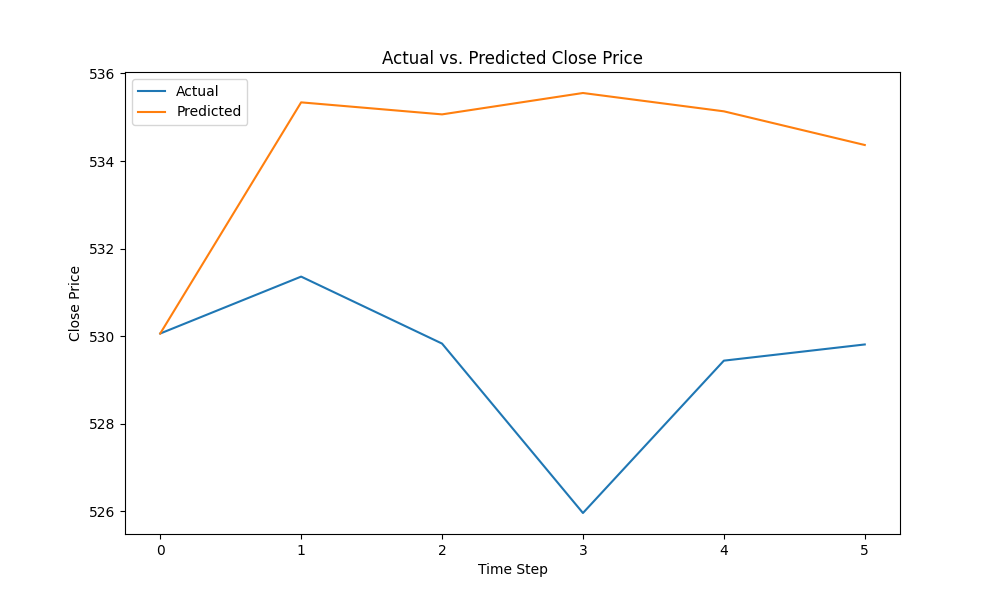 Actual vs. Predicted Close Price
Actual
Predicted
536
534
532
530
528
526
Close Price
0 1 2 3 4 5
Time Step